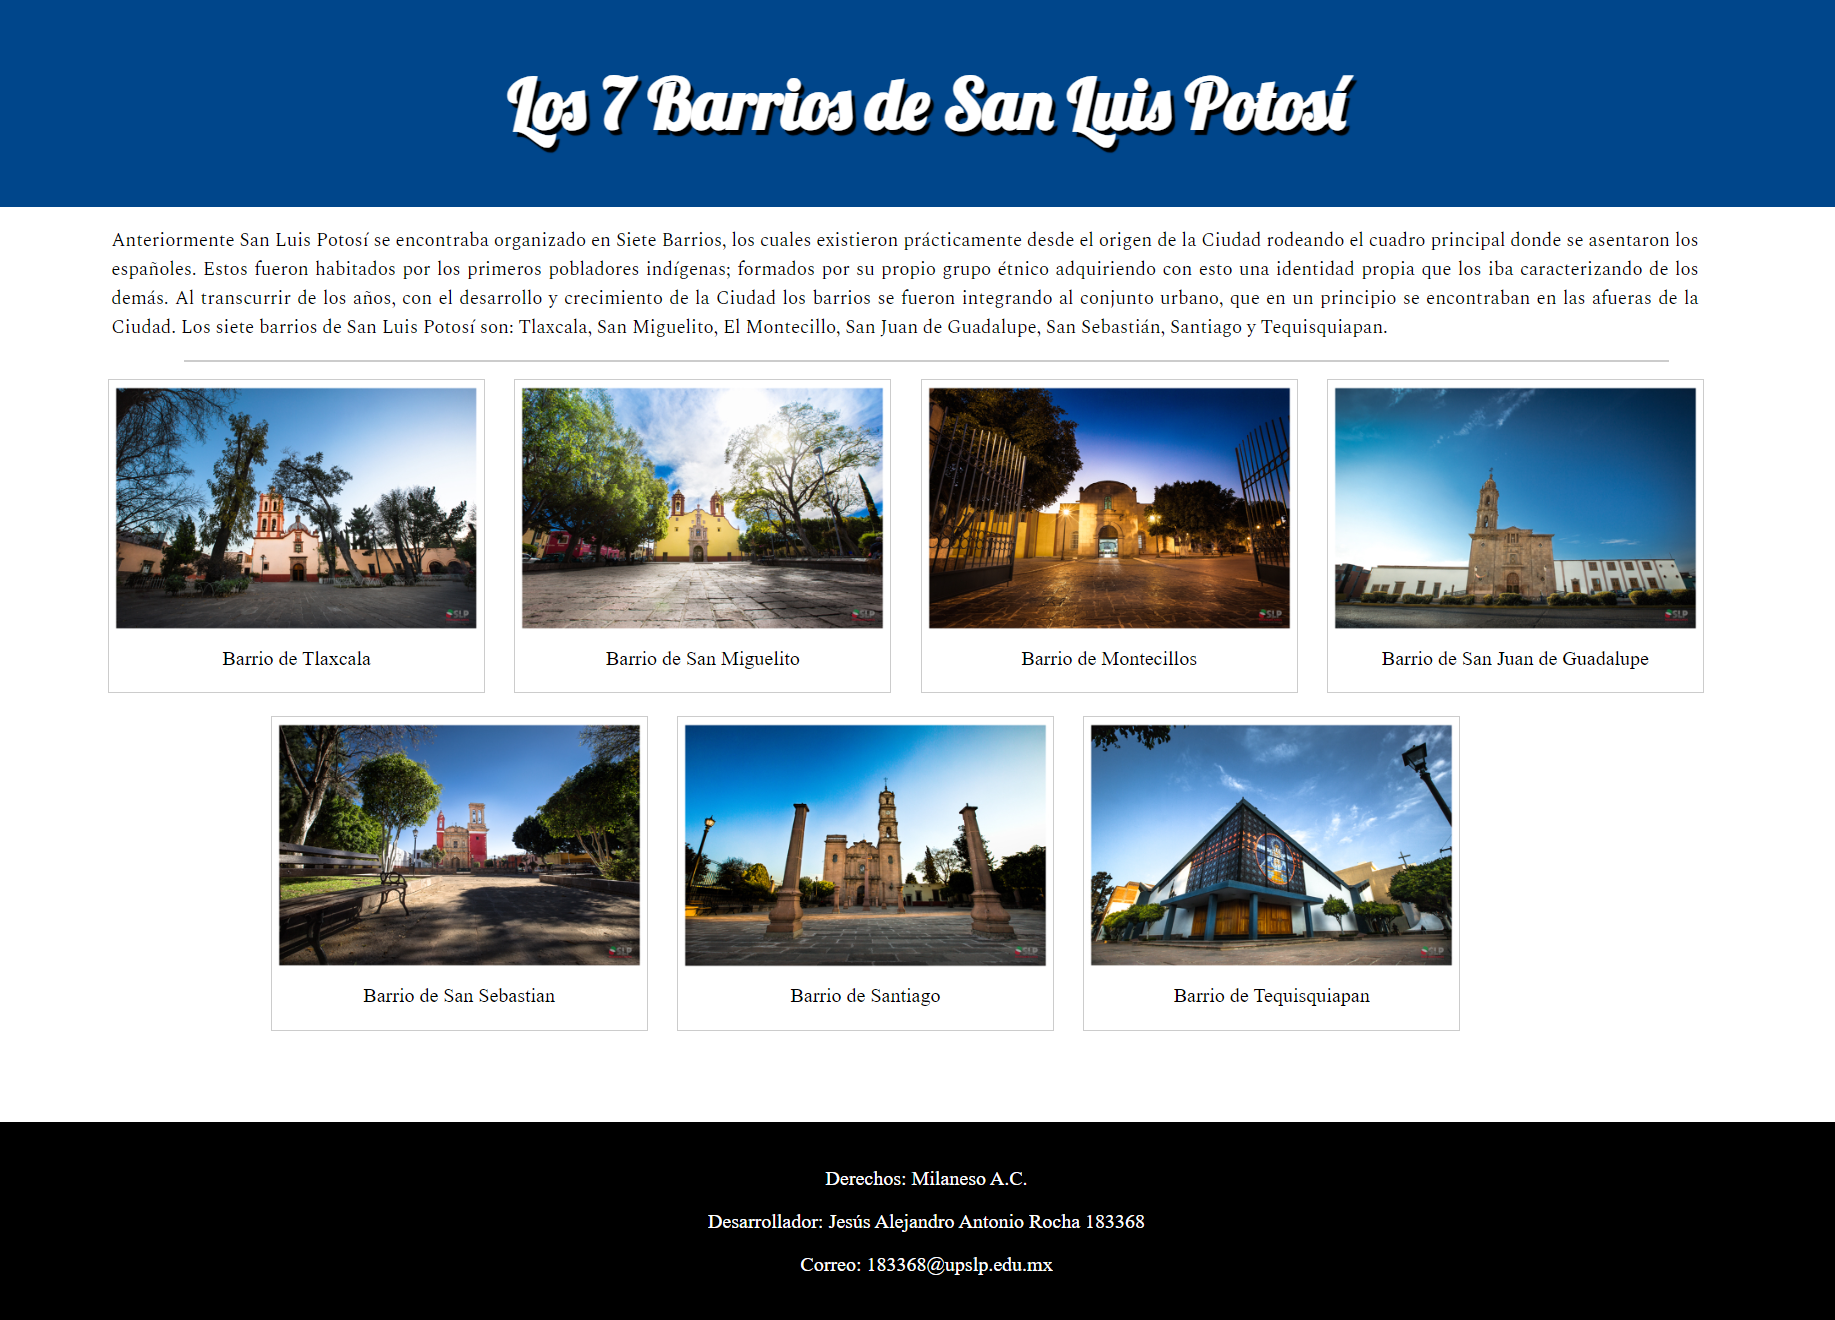 Los 7 Barrios de San Luis Potosí
Anteriormente San Luis Potosí se encontraba organizado en Siete Barrios, los cuales existieron prácticamente desde el origen de la Ciudad rodeando el cuadro principal donde se asentaron los
españoles. Estos fueron habitados por los primeros pobladores indígenas; formados por su propio grupo étnico adquiriendo con esto una identidad propia que los iba caracterizando de los
demás. Al transcurrir de los años, con el desarrollo y crecimiento de la Ciudad los barrios se fueron integrando al conjunto urbano, que en un principio se encontraban en las afueras de la
Ciudad. Los siete barrios de San Luis Potosí son: Tlaxcala, San Miguelito, El Montecillo, San Juan de Guadalupe, San Sebastián, Santiago y Tequisquiapan.
SLP
SLP
SLP
SLP
Barrio de Tlaxcala
Barrio de San Miguelito
Barrio de Montecillos
Barrio de San Juan de Guadalupe
SLP
SLP
SLP
Barrio de San Sebastian
Barrio de Santiago
Barrio de Tequisquiapan
Derechos: Milaneso A.C.
Desarrollador: Jesús Alejandro Antonio Rocha 183368
Correo: 183368@upslp.edu.mx